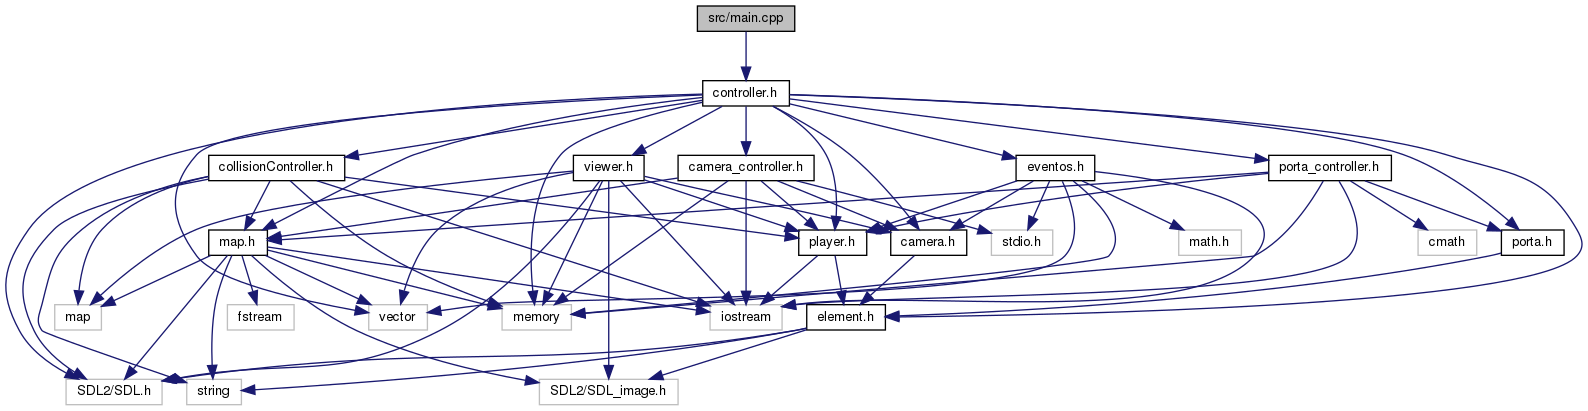 src/main.cpp
controller.h
collisionController.h
viewer.h
camera_controller.h
eventos.h
porta_controller.h
map.h
player.h
camera.h
stdio.h
math.h
cmath
porta.h
map
fstream
vector
memory
iostream
element.h
SDL2/SDL.h
string
SDL2/SDL_image.h